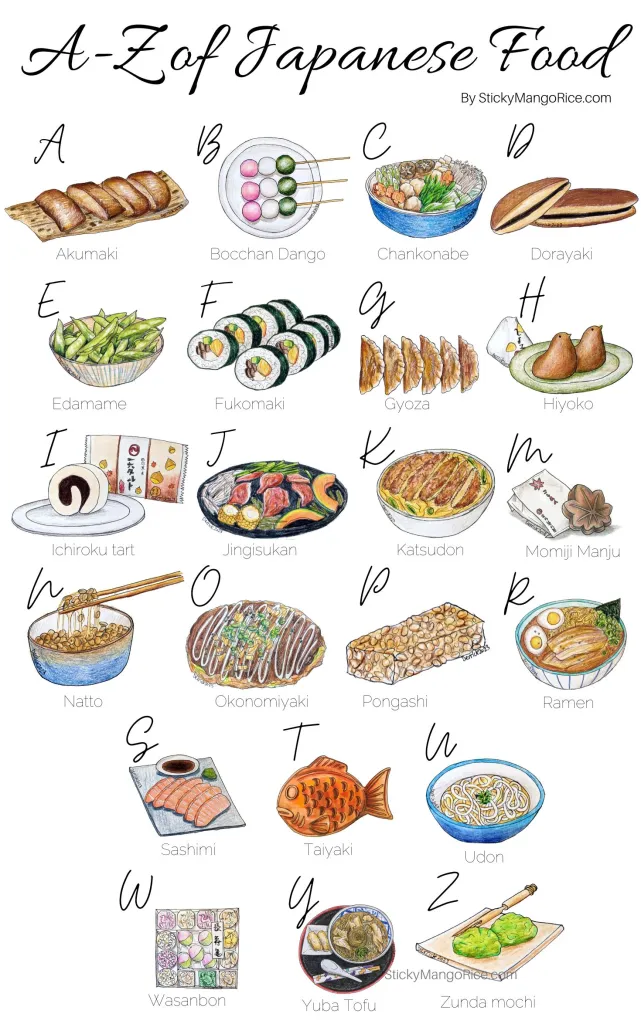 A-Z of Japanese Food
By StickyMangoRice.com
A B C D
Akumaki Bocchan Dango Chankonabe Dorayaki
E F G H
Edamame Fukomaki Gyoza Hiyoko
I J K M
Ichiroku tart Jingisukan Katsudon Momiji Manju
N O P R
Natto Okonomiyaki Pongashi Ramen
S T U
Sashimi Taiyaki Udon
W Y Z
StickyMangoRice.com
Wasanbon Yuba Tofu Zunda mochi